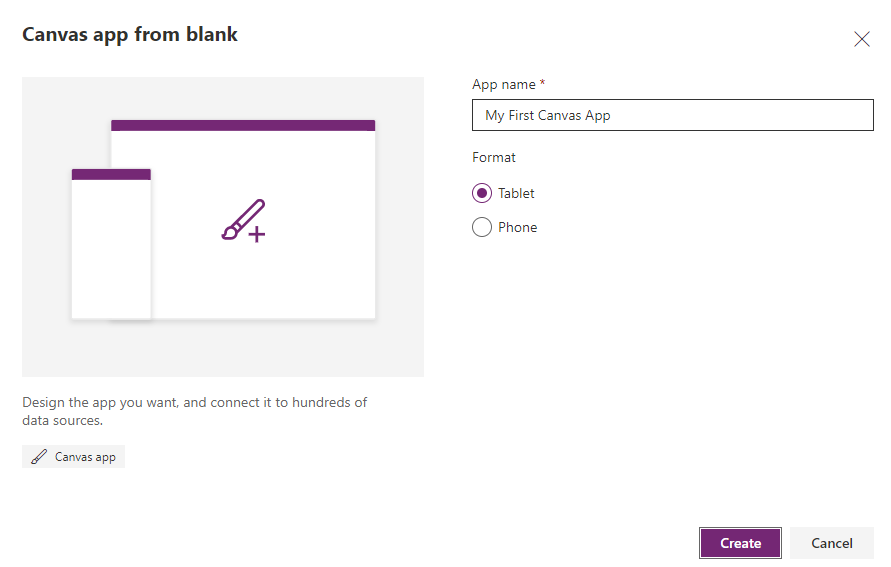 Canvas app from blank
App name *
My First Canvas App
Format
Tablet
Phone
Design the app you want, and connect it to hundreds of
data sources.
Canvas app
Create
Cancel